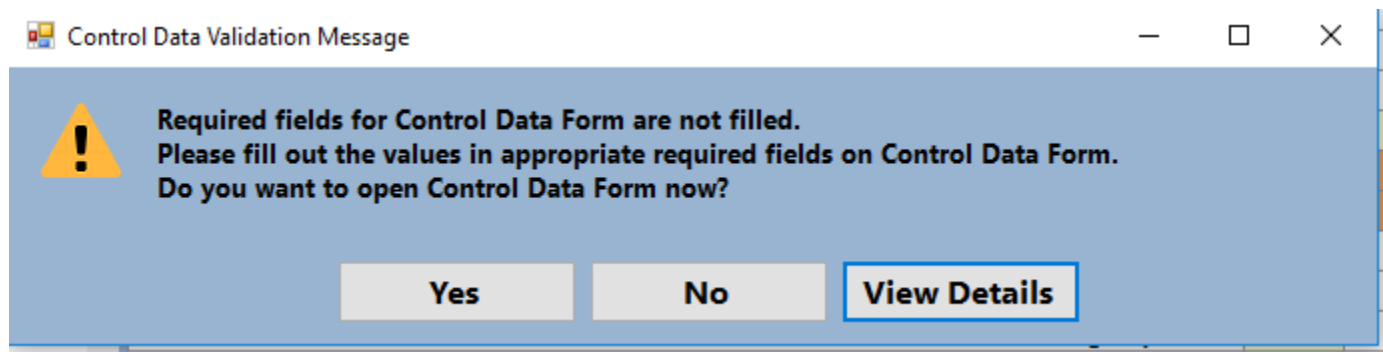 Control Data Validation Message
Required fields for Control Data Form are not filled.
Please fill out the values in appropriate required fields on Control Data Form.
Do you want to open Control Data Form now?
Yes
No
View Details